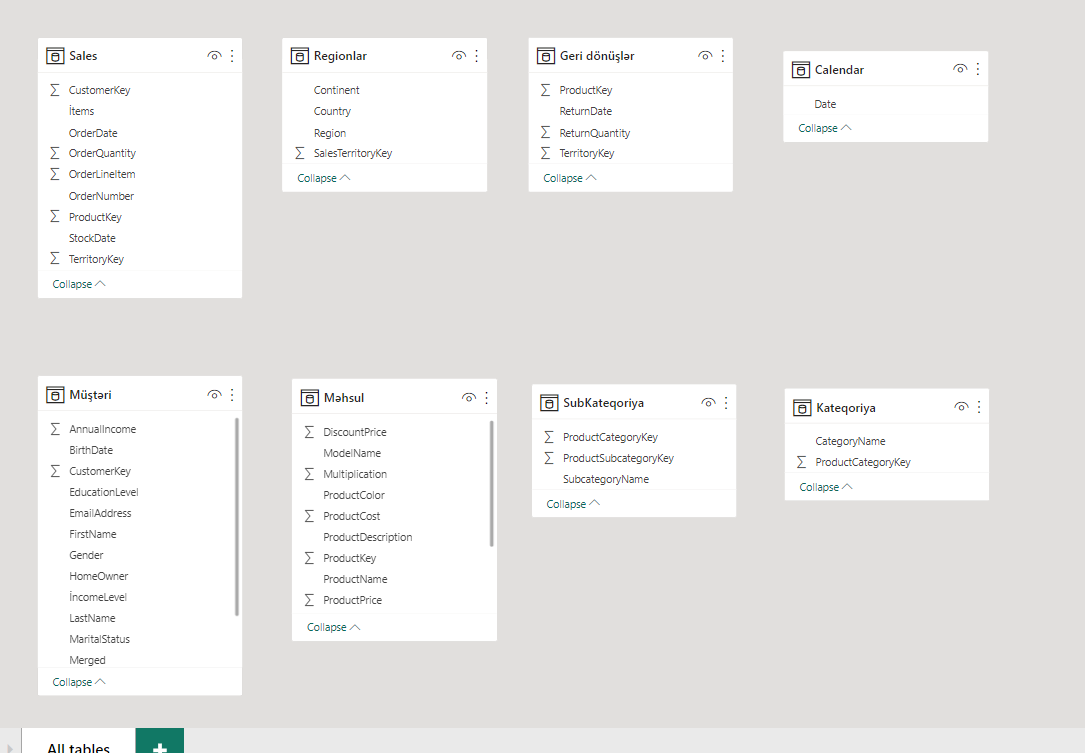 Sales
CustomerKey
İtems
OrderDate
OrderQuantity
OrderLineItem
OrderNumber
ProductKey
StockDate
TerritoryKey
Collapse
Regionlar
Continent
Country
Region
SalesTerritoryKey
Collapse
Geri dönüşlər
ProductKey
ReturnDate
ReturnQuantity
TerritoryKey
Collapse
Calendar
Date
Collapse
Müştəri
AnnualIncome
BirthDate
CustomerKey
EducationLevel
EmailAddress
FirstName
Gender
HomeOwner
İncomeLevel
LastName
MaritalStatus
Merged
Collapse
Məhsul
DiscountPrice
ModelName
Multiplication
ProductColor
ProductCost
ProductDescription
ProductKey
ProductName
ProductPrice
Collapse
SubKateqoriya
ProductCategoryKey
ProductSubcategoryKey
SubcategoryName
Collapse
Kateqoriya
CategoryName
ProductCategoryKey
Collapse
All tables